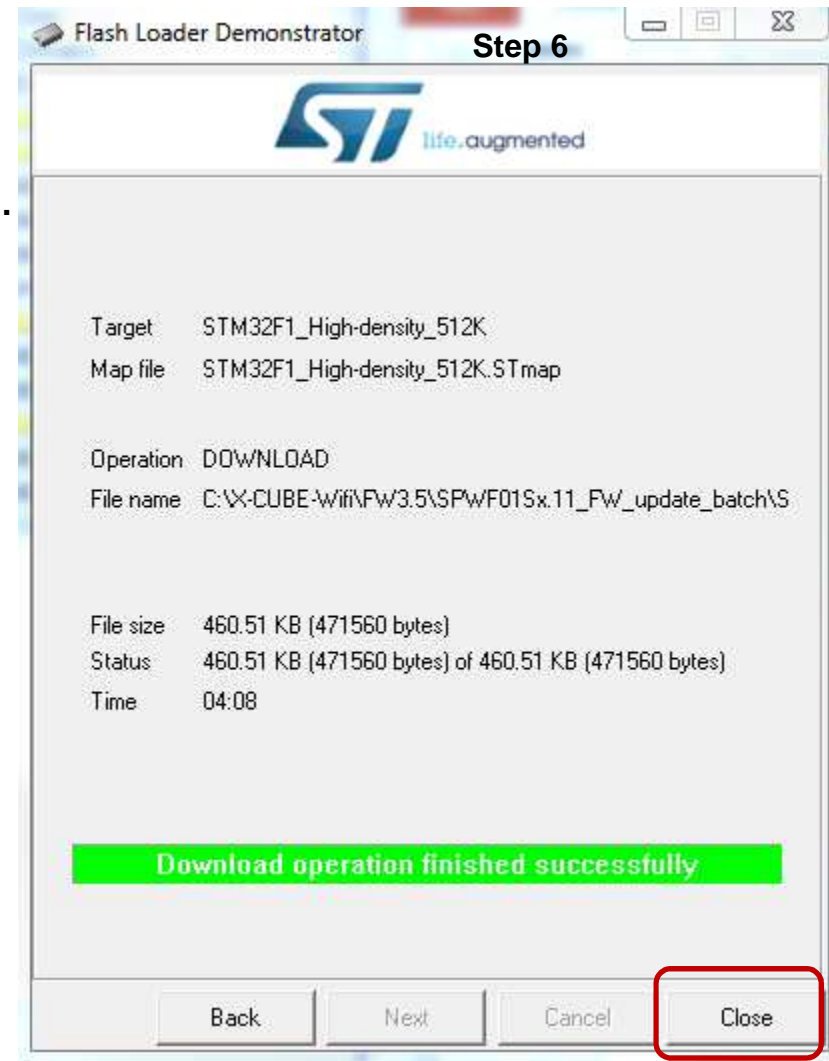 Flash Loader Demonstrator
Step 6
life.augmented
.
Target STM32F1_High-density_512K
Map file STM32F1_High-density_512K.STmap
Operation DOWNLOAD
File name C:\X-CUBE-Wifi\FW3.5\SPWF01Sx.11_FW_update_batch\S
File size 460.51 KB (471560 bytes)
Status 460.51 KB (471560 bytes) of 460.51 KB (471560 bytes)
Time 04:08
Download operation finished successfully
Back Next Cancel Close